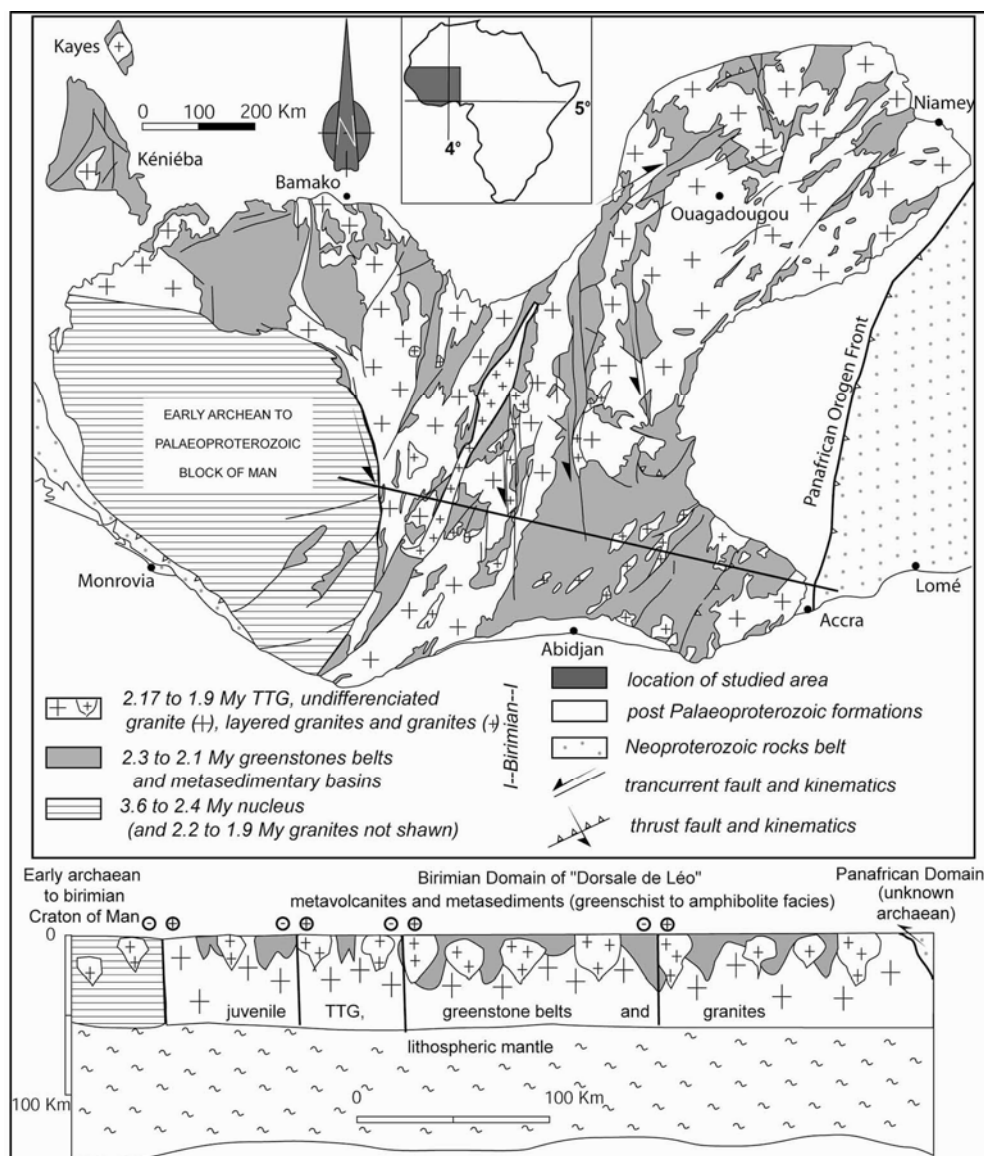 Kayes
0 100 200 Km
5°
4°
Niamey
Kéniéba
Bamako
Ouagadougou
Panafrican Orogen Front
EARLY ARCHEAN TO
PALAEOPROTEROZOIC
BLOCK OF MAN
Monrovia
Lomé
Accra
Abidjan
2.17 to 1.9 My TTG, undifferenciated
granite (+), layered granites and granites (+)
2.3 to 2.1 My greenstones belts
and metasedimentary basins
3.6 to 2.4 My nucleus
(and 2.2 to 1.9 My granites not shawn)
I--Birimian--I
location of studied area
post Palaeoproterozoic formations
Neoproterozoic rocks belt
trancurrent fault and kinematics
thrust fault and kinematics
Early archaean
to birimian
Craton of Man
Birimian Domain of "Dorsale de Léo"
metavolcanites and metasediments (greenschist to amphibolite facies)
Panafrican Domain
(unknown
archaean)
0
juvenile TTG, greenstone belts and granites
lithospheric mantle
100 Km
0 100 Km